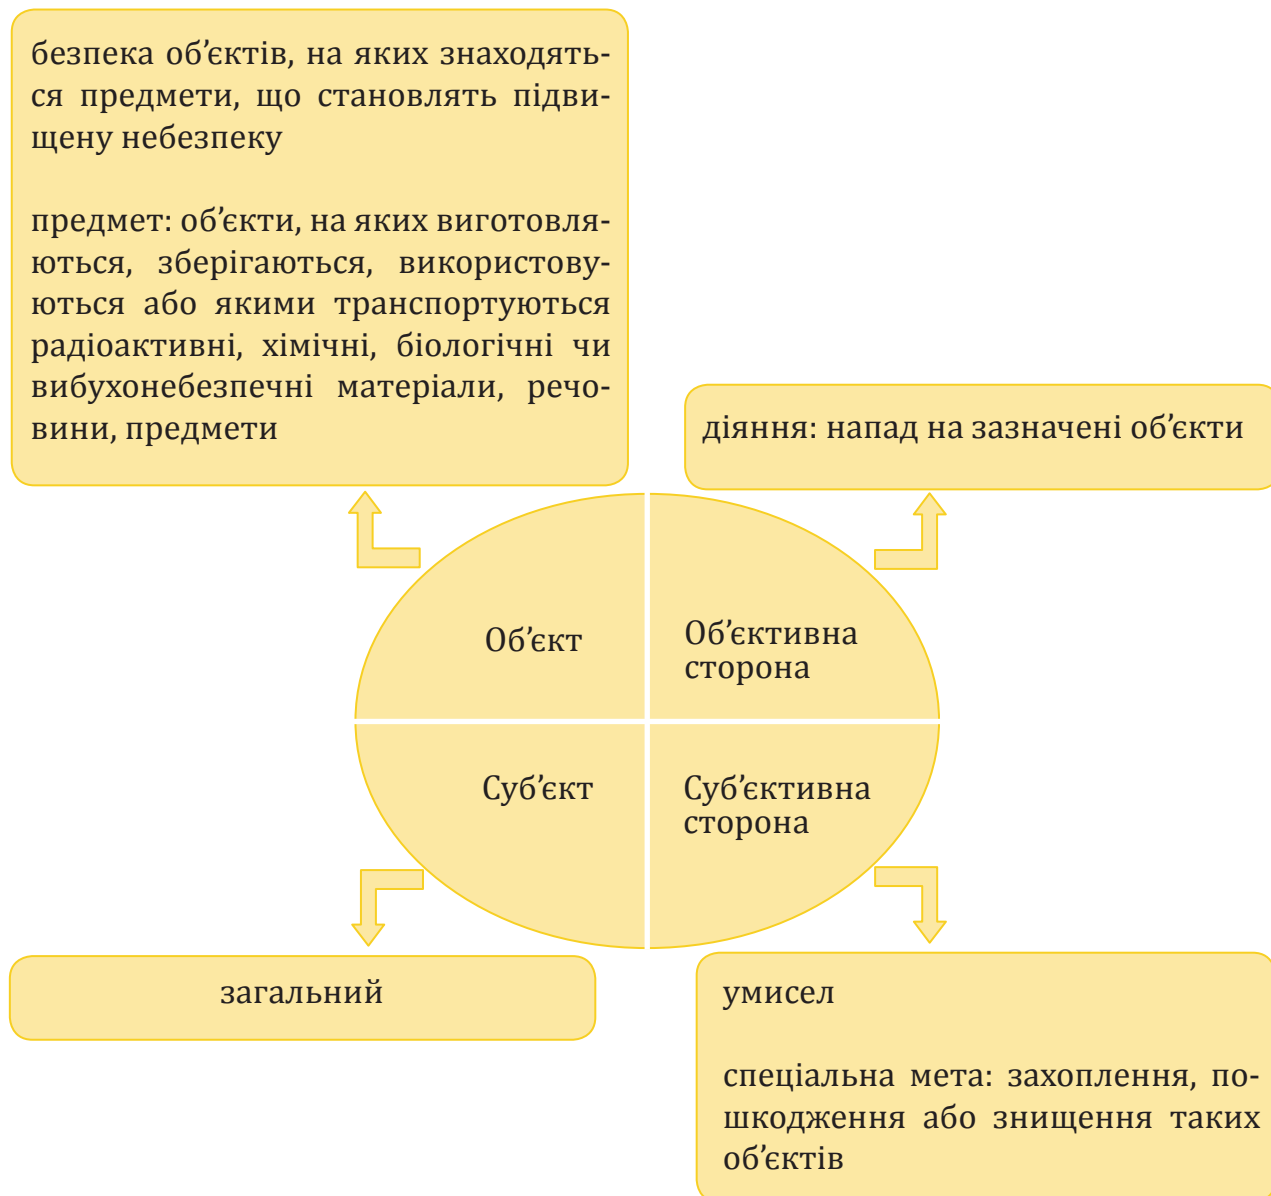 безпека об’єктів, на яких знаходять-
ся предмети, що становлять підви-
щену небезпеку
предмет: об’єкти, на яких виготовля-
ються, зберігаються, використову-
ються або якими транспортуються
радіоактивні, хімічні, біологічні чи
вибухонебезпечні матеріали, речо-
вини, предмети
діяння: напад на зазначені об’єкти
Об’єкт
Об’єктивна
сторона
Суб’єкт
Суб’єктивна
сторона
загальний
умисел
спеціальна мета: захоплення, по-
шкодження або знищення таких
об’єктів